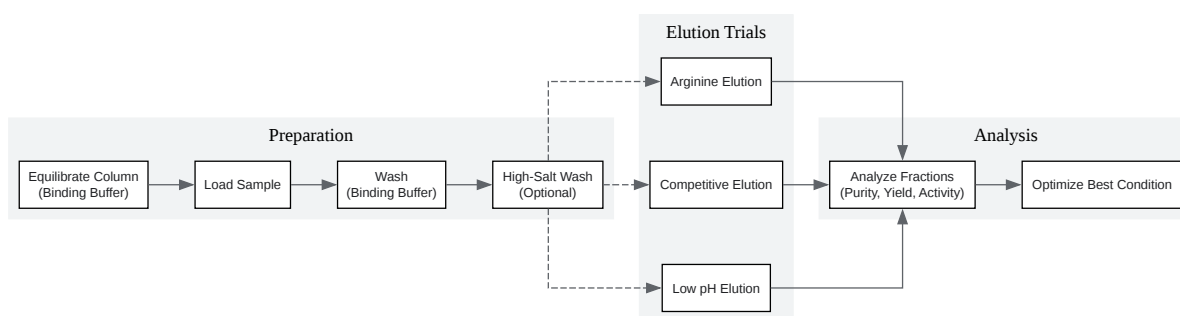 Elution Trials
Arginine Elution
Preparation
Analysis
Equilibrate Column
(Binding Buffer)
Load Sample
Wash
(Binding Buffer)
High-Salt Wash
(Optional)
Competitive Elution
Analyze Fractions
(Purity, Yield, Activity)
Optimize Best Condition
Low pH Elution